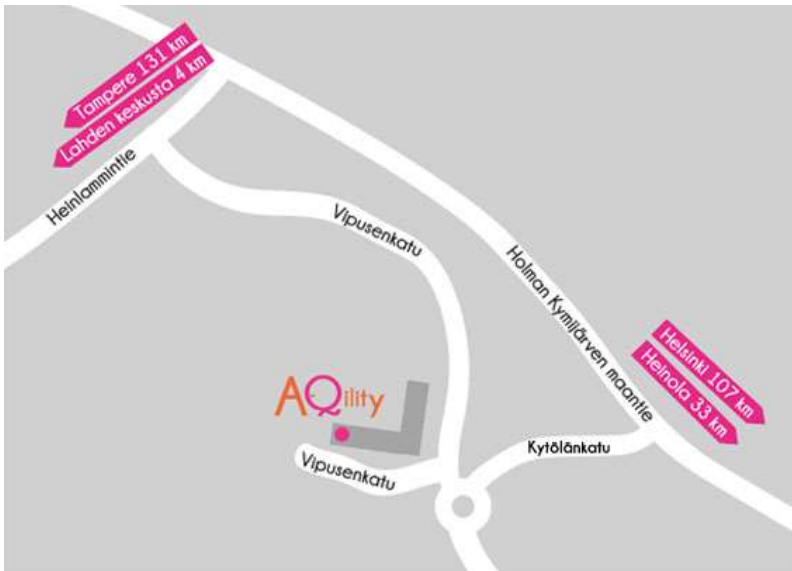 Tampere 131 km
Lahden keskusta 4 km
Heinlammintie
Vipusenkatu
Holman Kymijärven maantie
Helsinki 107 km
Heinola 33 km
AQility
Kytölänkatu
Vipusenkatu